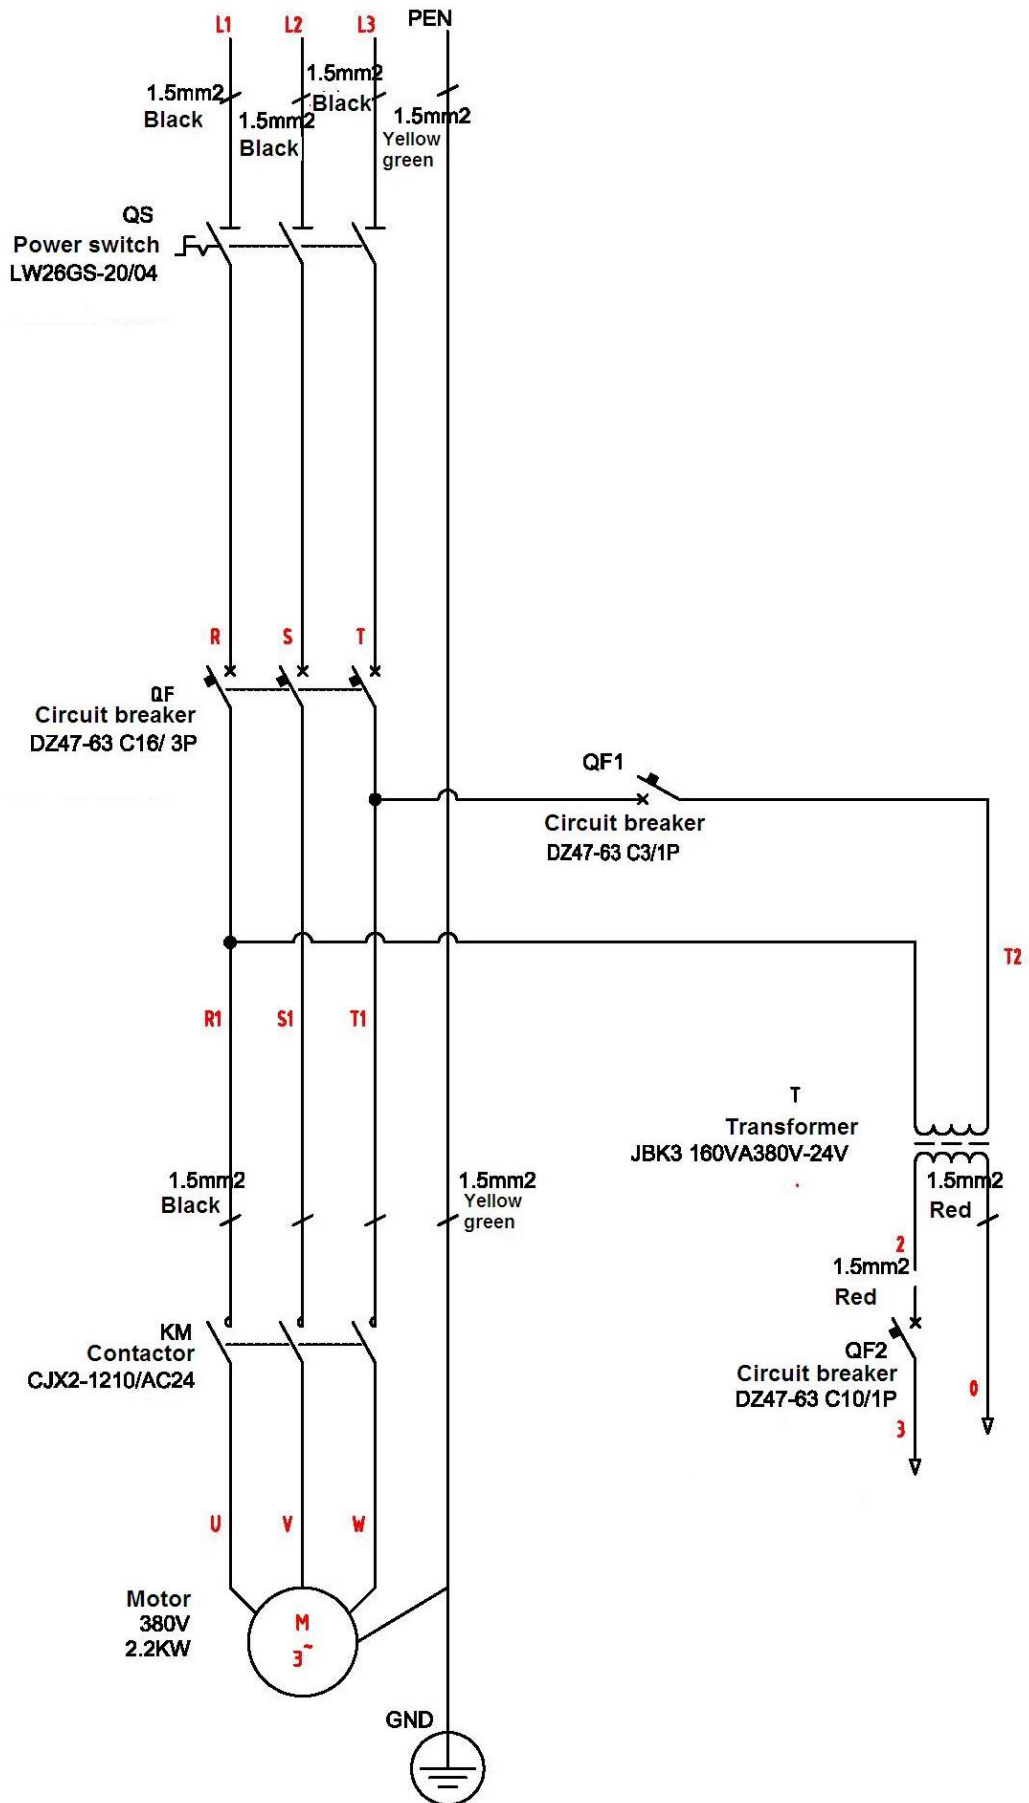 L1
L2
L3
PEN
1.5mm2
Black
1.5mm2
Black
1.5mm2
Black
1.5mm2
Yellow
green
QS
Power switch
LW26GS-20/04
R
S
T
QF
Circuit breaker
DZ47-63 C16/ 3P
QF1
Circuit breaker
DZ47-63 C3/1P
T2
R1
S1
T1
T
Transformer
JBK3 160VA380V-24V
1.5mm2
Black
1.5mm2
Yellow
green
1.5mm2
Red
2
1.5mm2
Red
KM
Contactor
CJX2-1210/AC24
QF2
Circuit breaker
DZ47-63 C10/1P
0
3
U
V
W
Motor
380V
2.2KW
M
3~
GND